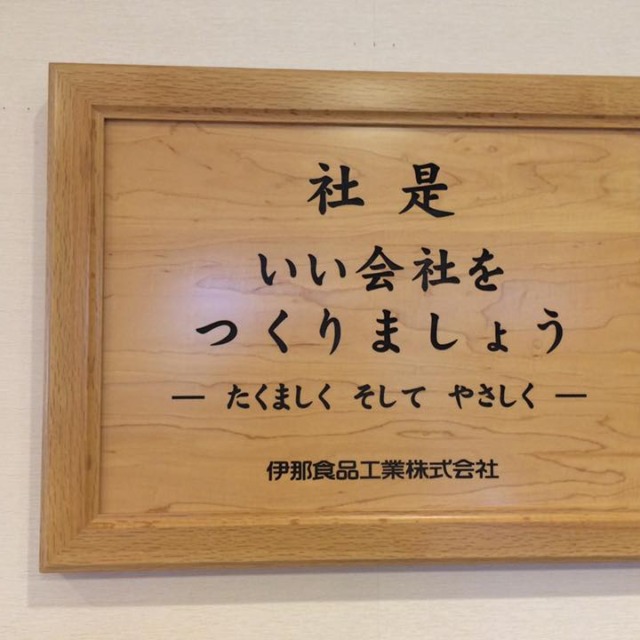 社是
いい会社を
つくりましょう
― たくましく そして やさしく ―
伊那食品工業株式会社